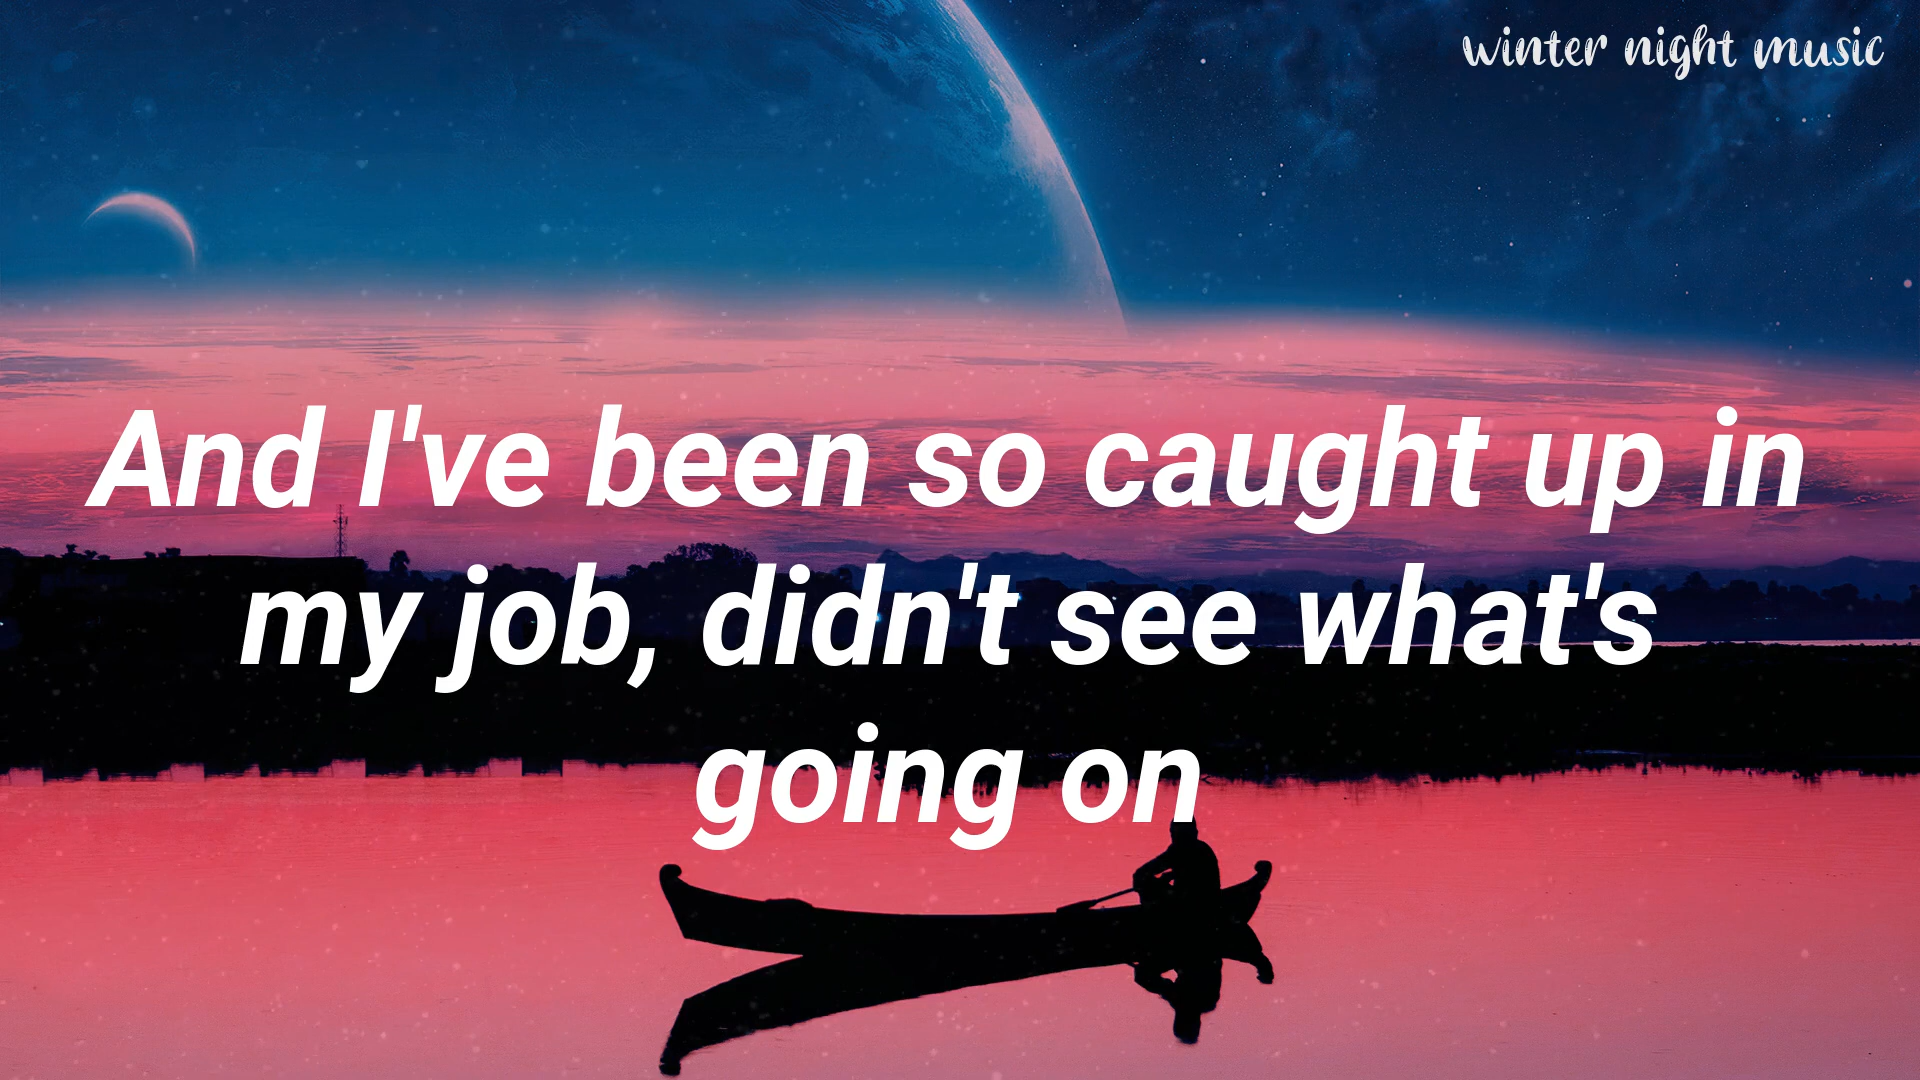 winter night music
And I've been so caught up in
my job, didn't see what's
going on